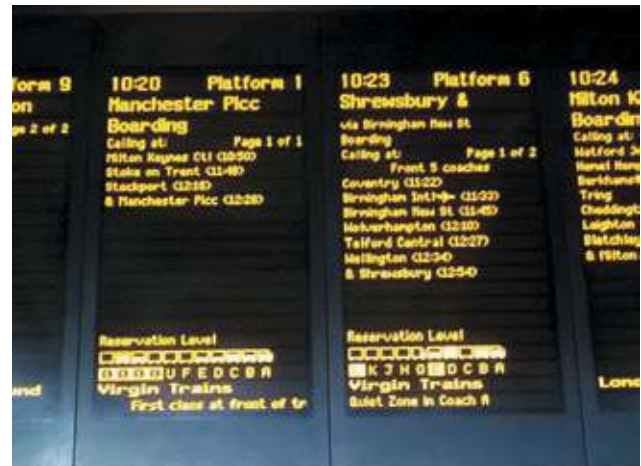 form 9
on
ge 2 of 2
nd
10:20 Platform 1
Manchester Picc
Boarding
Calling at: Page 1 of 1
Milton Keynes Ctl (10:50)
Stoke on Trent (11:48)
Stockport (12:16)
& Manchester Picc (12:28)
Reservation Level
U F E D C B A
Virgin Trains
First class at front of tr
10:23 Platform 6
Shrewsbury &
via Birmingham New St
Boarding
Calling at: Page 1 of 2
Front 5 coaches
Coventry (11:22)
Birmingham Intl (11:33)
Birmingham New St (11:45)
Wolverhampton (12:10)
Telford Central (12:27)
Wellington (12:34)
& Shrewsbury (12:54)
Reservation Level
K J H G D C B A
Virgin Trains
Quiet Zone in Coach A
10:24
Milton K
Boardin
Calling at:
Watford J
Hemel Hem
Berkhamst
Tring
Cheddingt
Leighton
Bletchley
& Milton
Lond